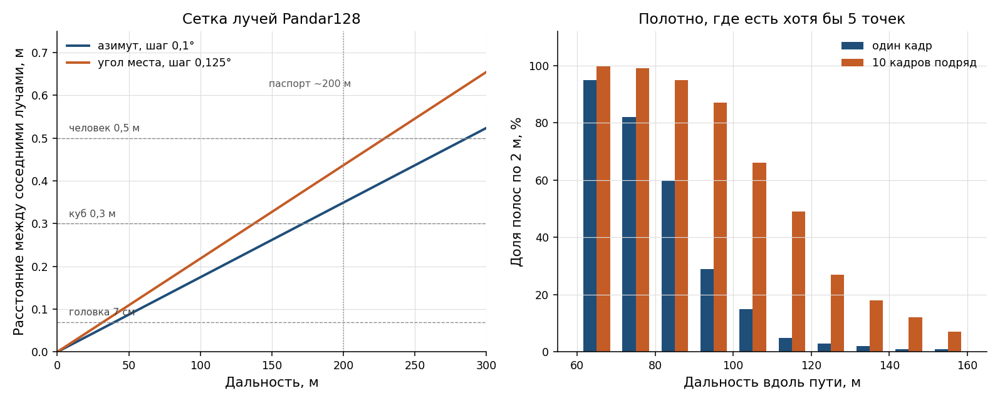 Сетка лучей Pandar128
азимут, шаг 0,1°
угол места, шаг 0,125°
паспорт ~200 м
человек 0,5 м
куб 0,3 м
головка 7 см
Расстояние между соседними лучами, м
0.7
0.6
0.5
0.4
0.3
0.2
0.1
0.0
0 50 100 150 200 250 300
Дальность, м
Полотно, где есть хотя бы 5 точек
один кадр
10 кадров подряд
Доля полос по 2 м, %
100
80
60
40
20
0
60 80 100 120 140 160
Дальность вдоль пути, м